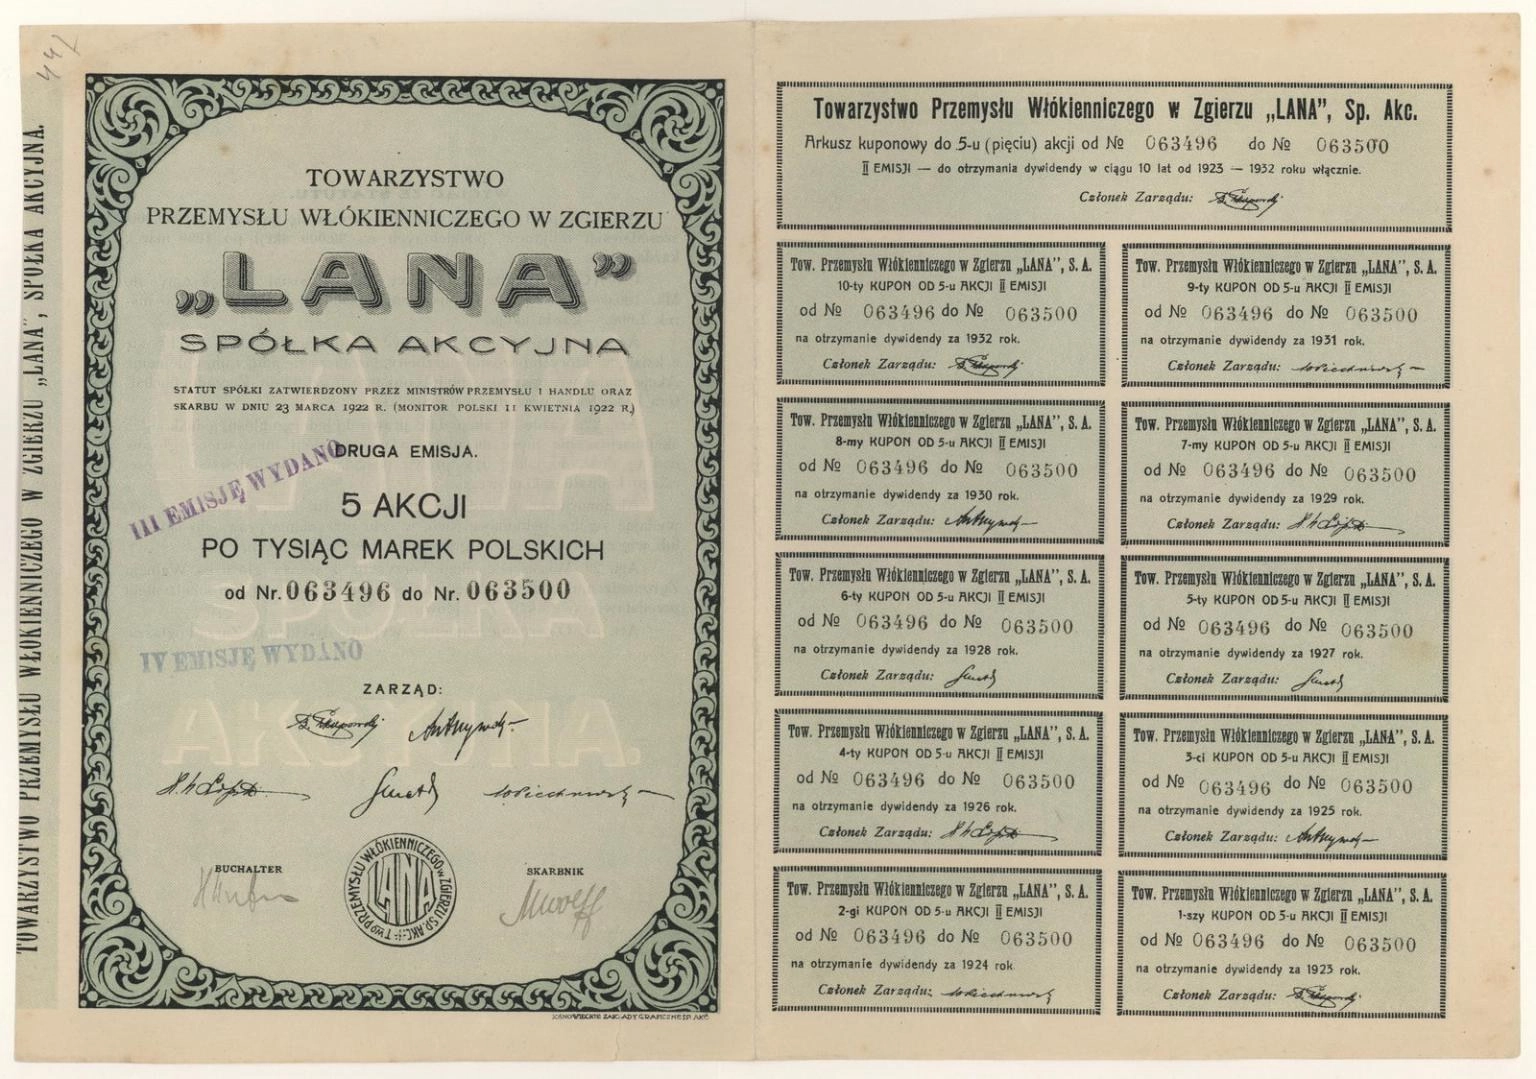 TOWARZYSTWO PRZEMYSŁU WŁÓKIENNICZEGO W ZGIERZU „LANA”, SPÓŁKA AKCYJNA.
TOWARZYSTWO
PRZEMYSŁU WŁÓKIENNICZEGO W ZGIERZU
„LANA”
SPÓŁKA AKCYJNA
STATUT SPÓŁKI ZATWIERDZONY PRZEZ MINISTRÓW PRZEMYSŁU I HANDLU ORAZ
SKARBU W DNIU 23 MARCA 1922 R. (MONITOR POLSKI 11 KWIETNIA 1922 R.)
DRUGA EMISJA.
III EMISJĘ WYDANO
5 AKCJI
PO TYSIĄC MAREK POLSKICH
od Nr. 063496 do Nr. 063500
IV EMISJĘ WYDANO
ZARZĄD:
BUCHALTER
SKARBNIK
TWO PRZEMYSŁU WŁÓKIENNICZEGO W ZGIERZU SP. AKC.
LANA
Towarzystwo Przemysłu Włókienniczego w Zgierzu „LANA”, Sp. Akc.
Arkusz kuponowy do 5-u (pięciu) akcji od № 063496 do № 063500
II EMISJI — do otrzymania dywidendy w ciągu 10 lat od 1923 — 1932 roku włącznie.
Członek Zarządu:
Tow. Przemysłu Włókienniczego w Zgierzu „LANA”, S. A.
10-ty KUPON OD 5-u AKCJI II EMISJI
od № 063496 do № 063500
na otrzymanie dywidendy za 1932 rok.
Członek Zarządu:
Tow. Przemysłu Włókienniczego w Zgierzu „LANA”, S. A.
9-ty KUPON OD 5-u AKCJI II EMISJI
od № 063496 do № 063500
na otrzymanie dywidendy za 1931 rok.
Członek Zarządu:
Tow. Przemysłu Włókienniczego w Zgierzu „LANA”, S. A.
8-my KUPON OD 5-u AKCJI II EMISJI
od № 063496 do № 063500
na otrzymanie dywidendy za 1930 rok.
Członek Zarządu:
Tow. Przemysłu Włókienniczego w Zgierzu „LANA”, S. A.
7-my KUPON OD 5-u AKCJI II EMISJI
od № 063496 do № 063500
na otrzymanie dywidendy za 1929 rok.
Członek Zarządu:
Tow. Przemysłu Włókienniczego w Zgierzu „LANA”, S. A.
6-ty KUPON OD 5-u AKCJI II EMISJI
od № 063496 do № 063500
na otrzymanie dywidendy za 1928 rok.
Członek Zarządu:
Tow. Przemysłu Włókienniczego w Zgierzu „LANA”, S. A.
5-ty KUPON OD 5-u AKCJI II EMISJI
od № 063496 do № 063500
na otrzymanie dywidendy za 1927 rok.
Członek Zarządu:
Tow. Przemysłu Włókienniczego w Zgierzu „LANA”, S. A.
4-ty KUPON OD 5-u AKCJI II EMISJI
od № 063496 do № 063500
na otrzymanie dywidendy za 1926 rok.
Członek Zarządu:
Tow. Przemysłu Włókienniczego w Zgierzu „LANA”, S. A.
3-ci KUPON OD 5-u AKCJI II EMISJI
od № 063496 do № 063500
na otrzymanie dywidendy za 1925 rok.
Członek Zarządu:
Tow. Przemysłu Włókienniczego w Zgierzu „LANA”, S. A.
2-gi KUPON OD 5-u AKCJI II EMISJI
od № 063496 do № 063500
na otrzymanie dywidendy za 1924 rok
Członek Zarządu:
Tow. Przemysłu Włókienniczego w Zgierzu „LANA”, S. A.
1-szy KUPON OD 5-u AKCJI II EMISJI
od № 063496 do № 063500
na otrzymanie dywidendy za 1923 rok.
Członek Zarządu: